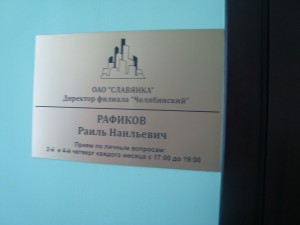 ОАО "СЛАВЯНКА"
Директор филиала "Челябинский"
РАФИКОВ
Раиль Наильевич
Прием по личным вопросам:
2-й и 4-й четверг каждого месяца с 17:00 до 19:00